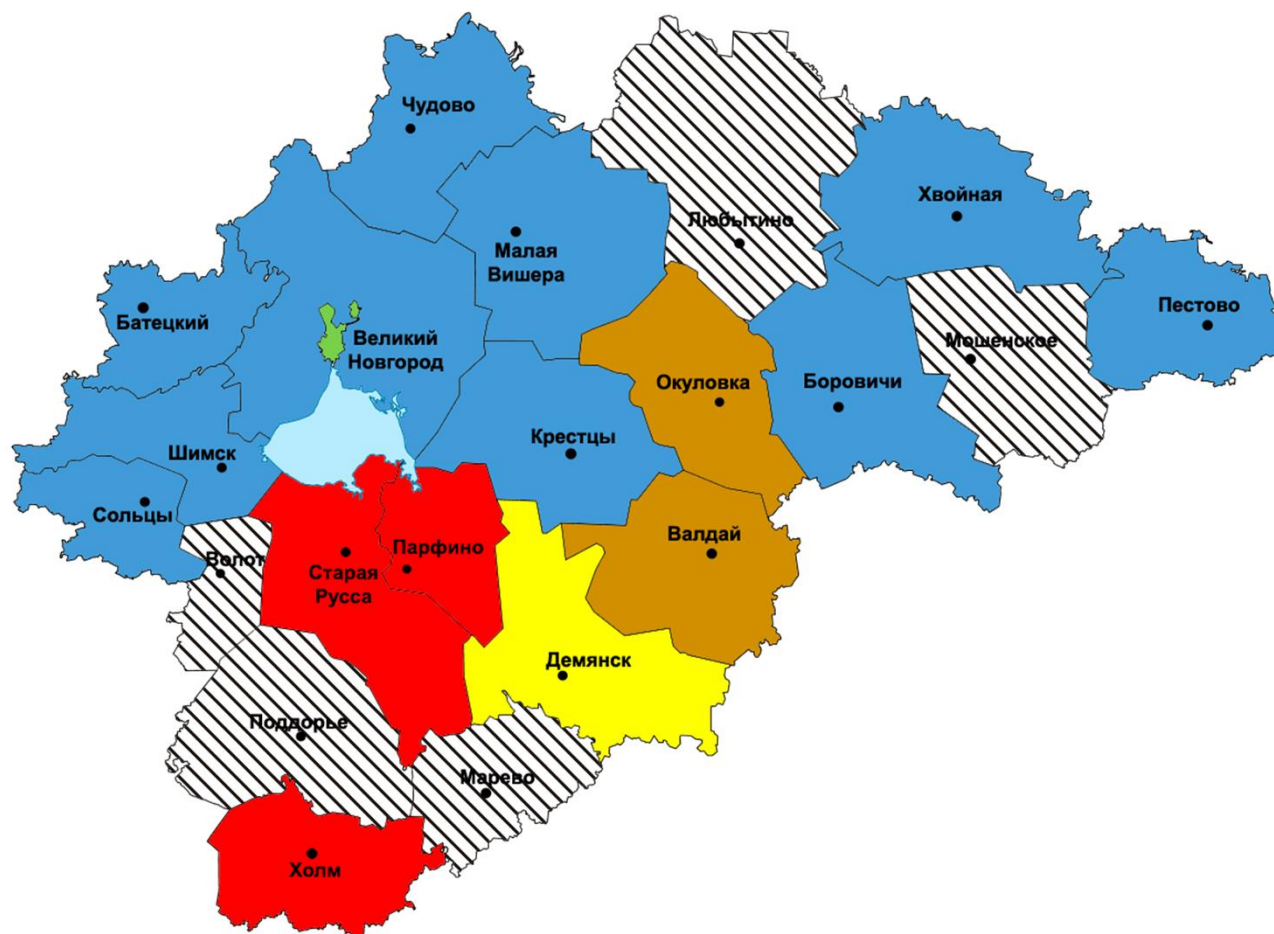 Чудово
Хвойная
Любытино
Малая
Вишера
Пестово
Батецкий
Великий
Новгород
Мошенское
Окуловка
Боровичи
Крестцы
Шимск
Сольцы
Валдай
Парфино
Волот
Старая
Русса
Демянск
Поддорье
Марево
Холм